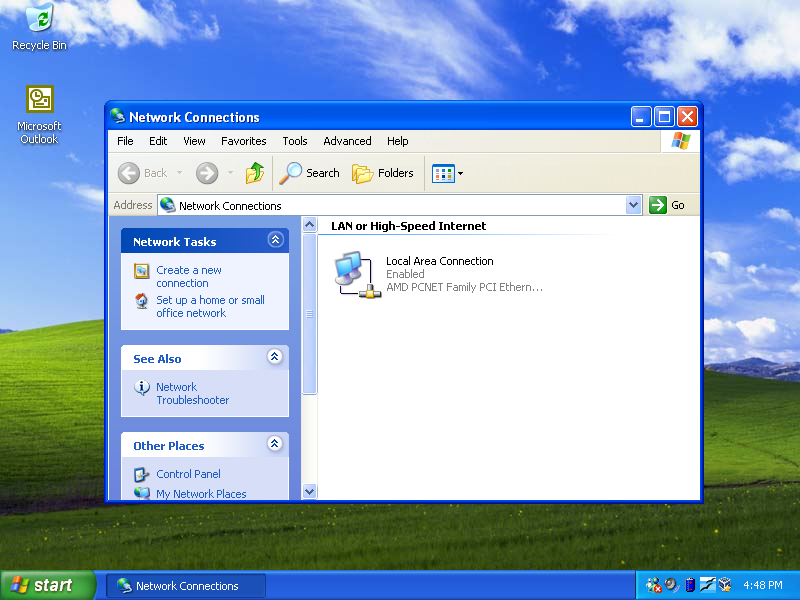 Recycle Bin
Microsoft
Outlook
Network Connections
File Edit View Favorites Tools Advanced Help
Back Search Folders
Address Network Connections Go
Network Tasks
Create a new
connection
Set up a home or small
office network
See Also
Network
Troubleshooter
Other Places
Control Panel
My Network Places
LAN or High-Speed Internet
Local Area Connection
Enabled
AMD PCNET Family PCI Ethern...
start Network Connections 4:48 PM